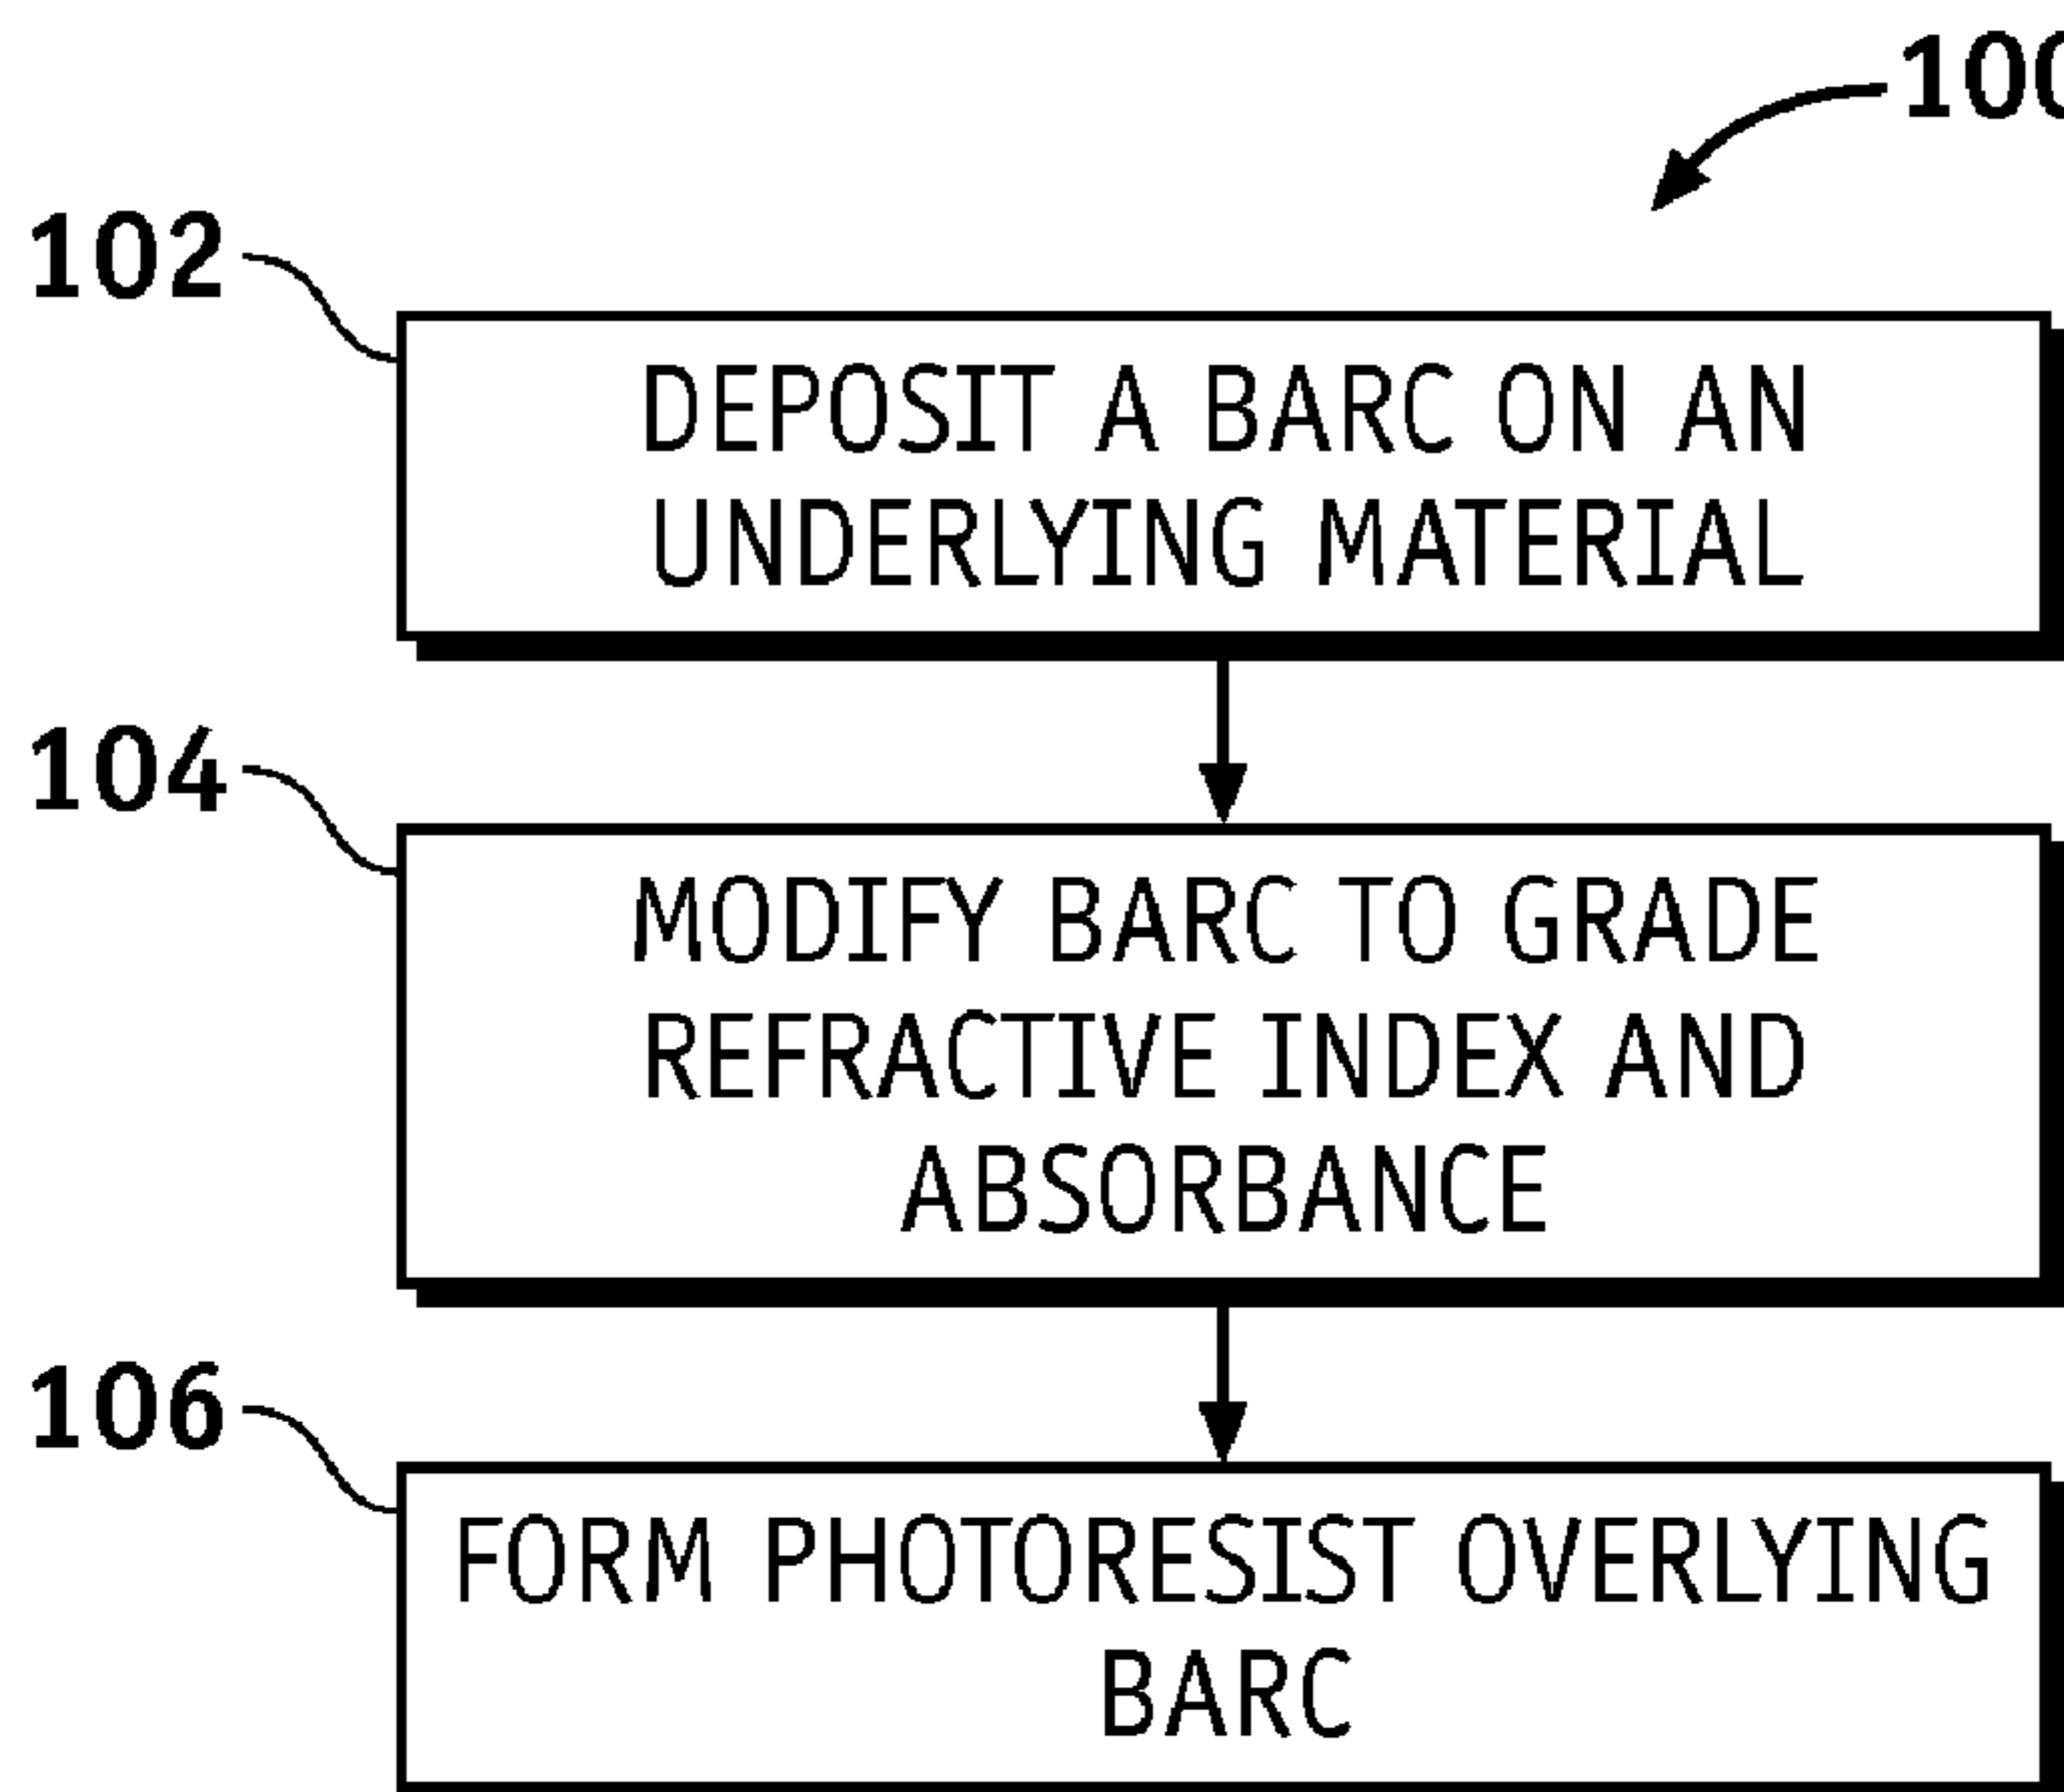 100
102
DEPOSIT A BARC ON AN
UNDERLYING MATERIAL
104
MODIFY BARC TO GRADE
REFRACTIVE INDEX AND
ABSORBANCE
106
FORM PHOTORESIST OVERLYING
BARC